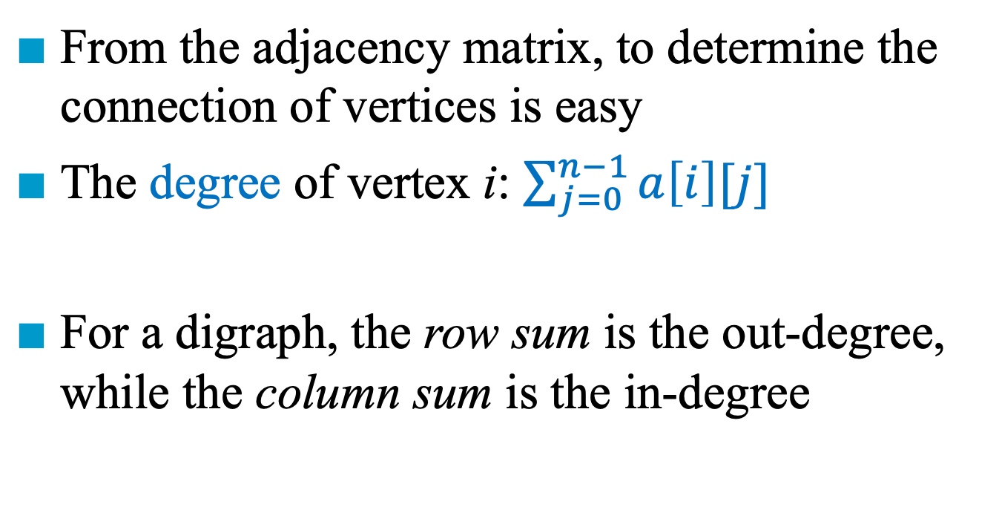 ■ From the adjacency matrix, to determine the
connection of vertices is easy
■ The degree of vertex i: ∑_{j=0}^{n−1} a[i][j]
■ For a digraph, the row sum is the out-degree,
while the column sum is the in-degree